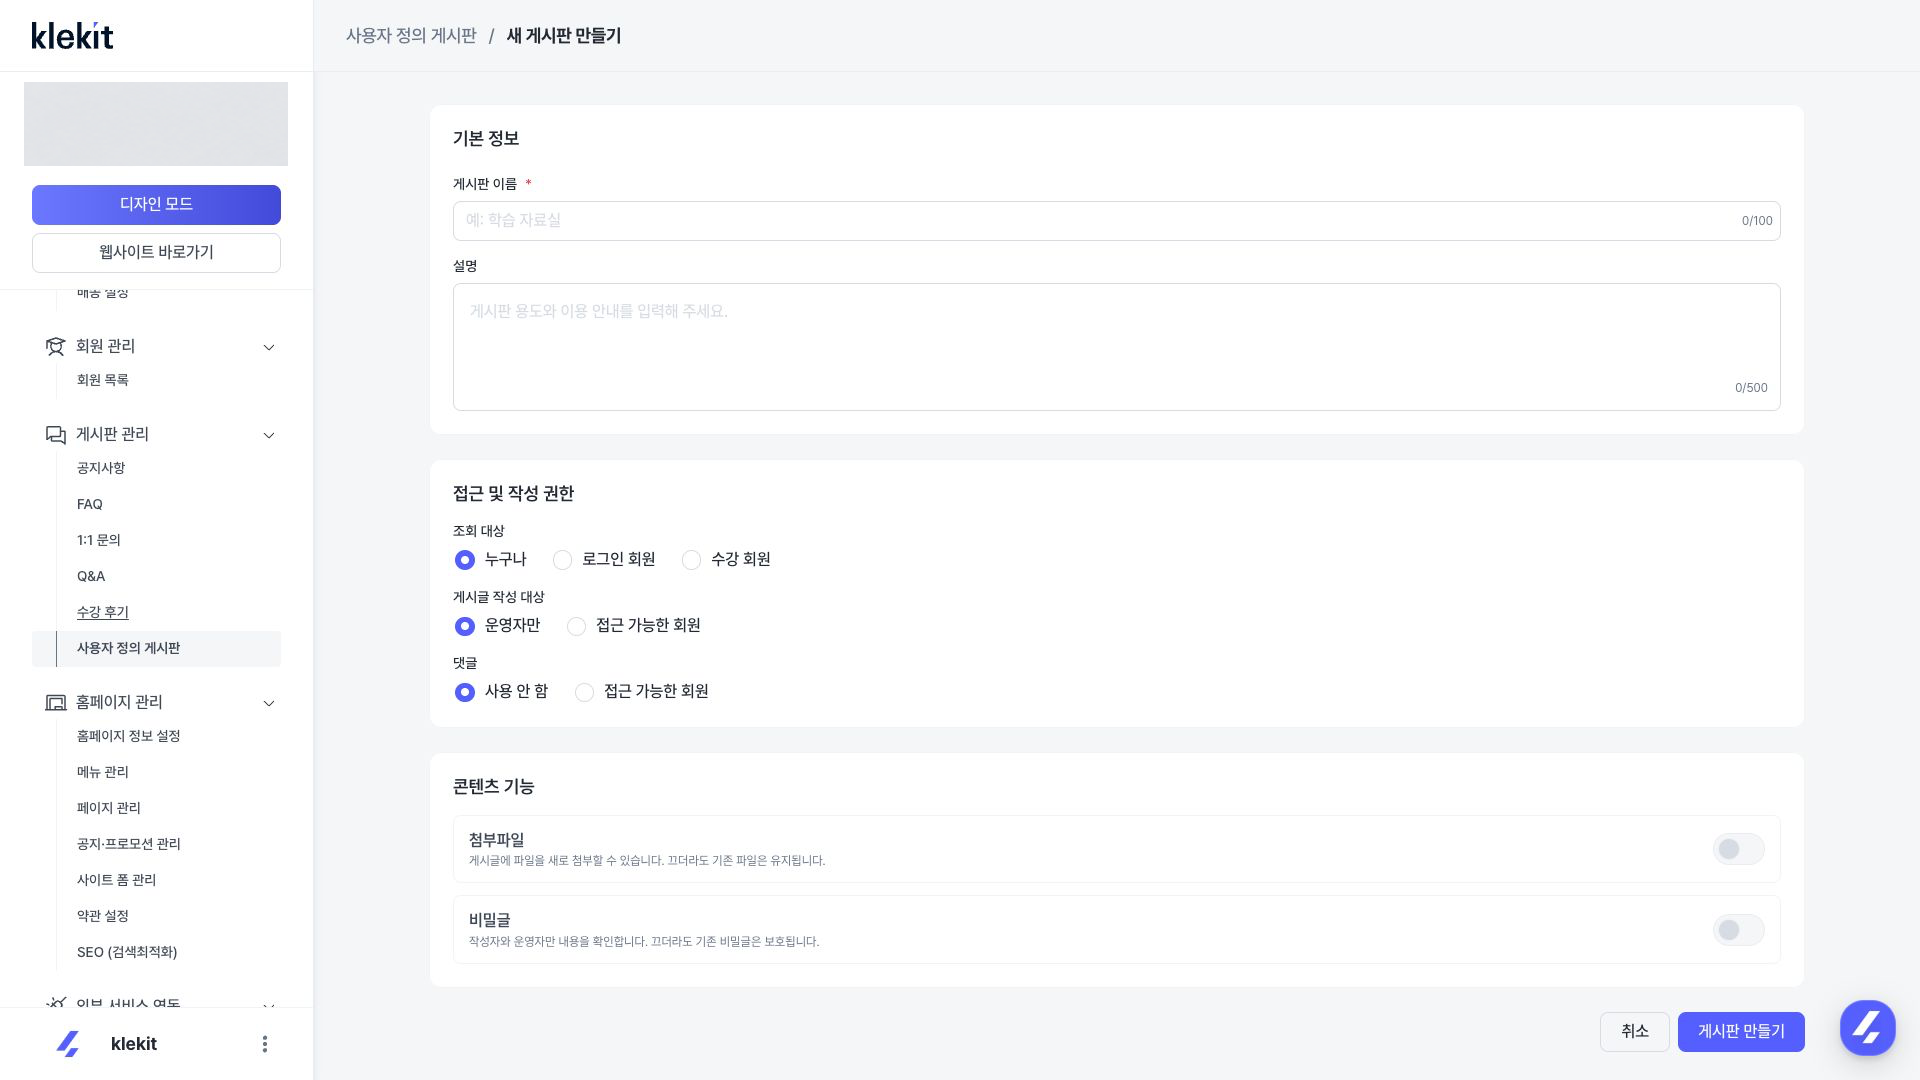 klekit
사용자 정의 게시판 / 새 게시판 만들기
디자인 모드
웹사이트 바로가기
배송 설정
회원 관리
회원 목록
게시판 관리
공지사항
FAQ
1:1 문의
Q&A
수강 후기
사용자 정의 게시판
홈페이지 관리
홈페이지 정보 설정
메뉴 관리
페이지 관리
공지·프로모션 관리
사이트 폼 관리
약관 설정
SEO (검색최적화)
외부 서비스 연동
klekit
기본 정보
게시판 이름 *
예: 학습 자료실
0/100
설명
게시판 용도와 이용 안내를 입력해 주세요.
0/500
접근 및 작성 권한
조회 대상
누구나 로그인 회원 수강 회원
게시글 작성 대상
운영자만 접근 가능한 회원
댓글
사용 안 함 접근 가능한 회원
콘텐츠 기능
첨부파일
게시글에 파일을 새로 첨부할 수 있습니다. 끄더라도 기존 파일은 유지됩니다.
비밀글
작성자와 운영자만 내용을 확인합니다. 끄더라도 기존 비밀글은 보호됩니다.
취소
게시판 만들기